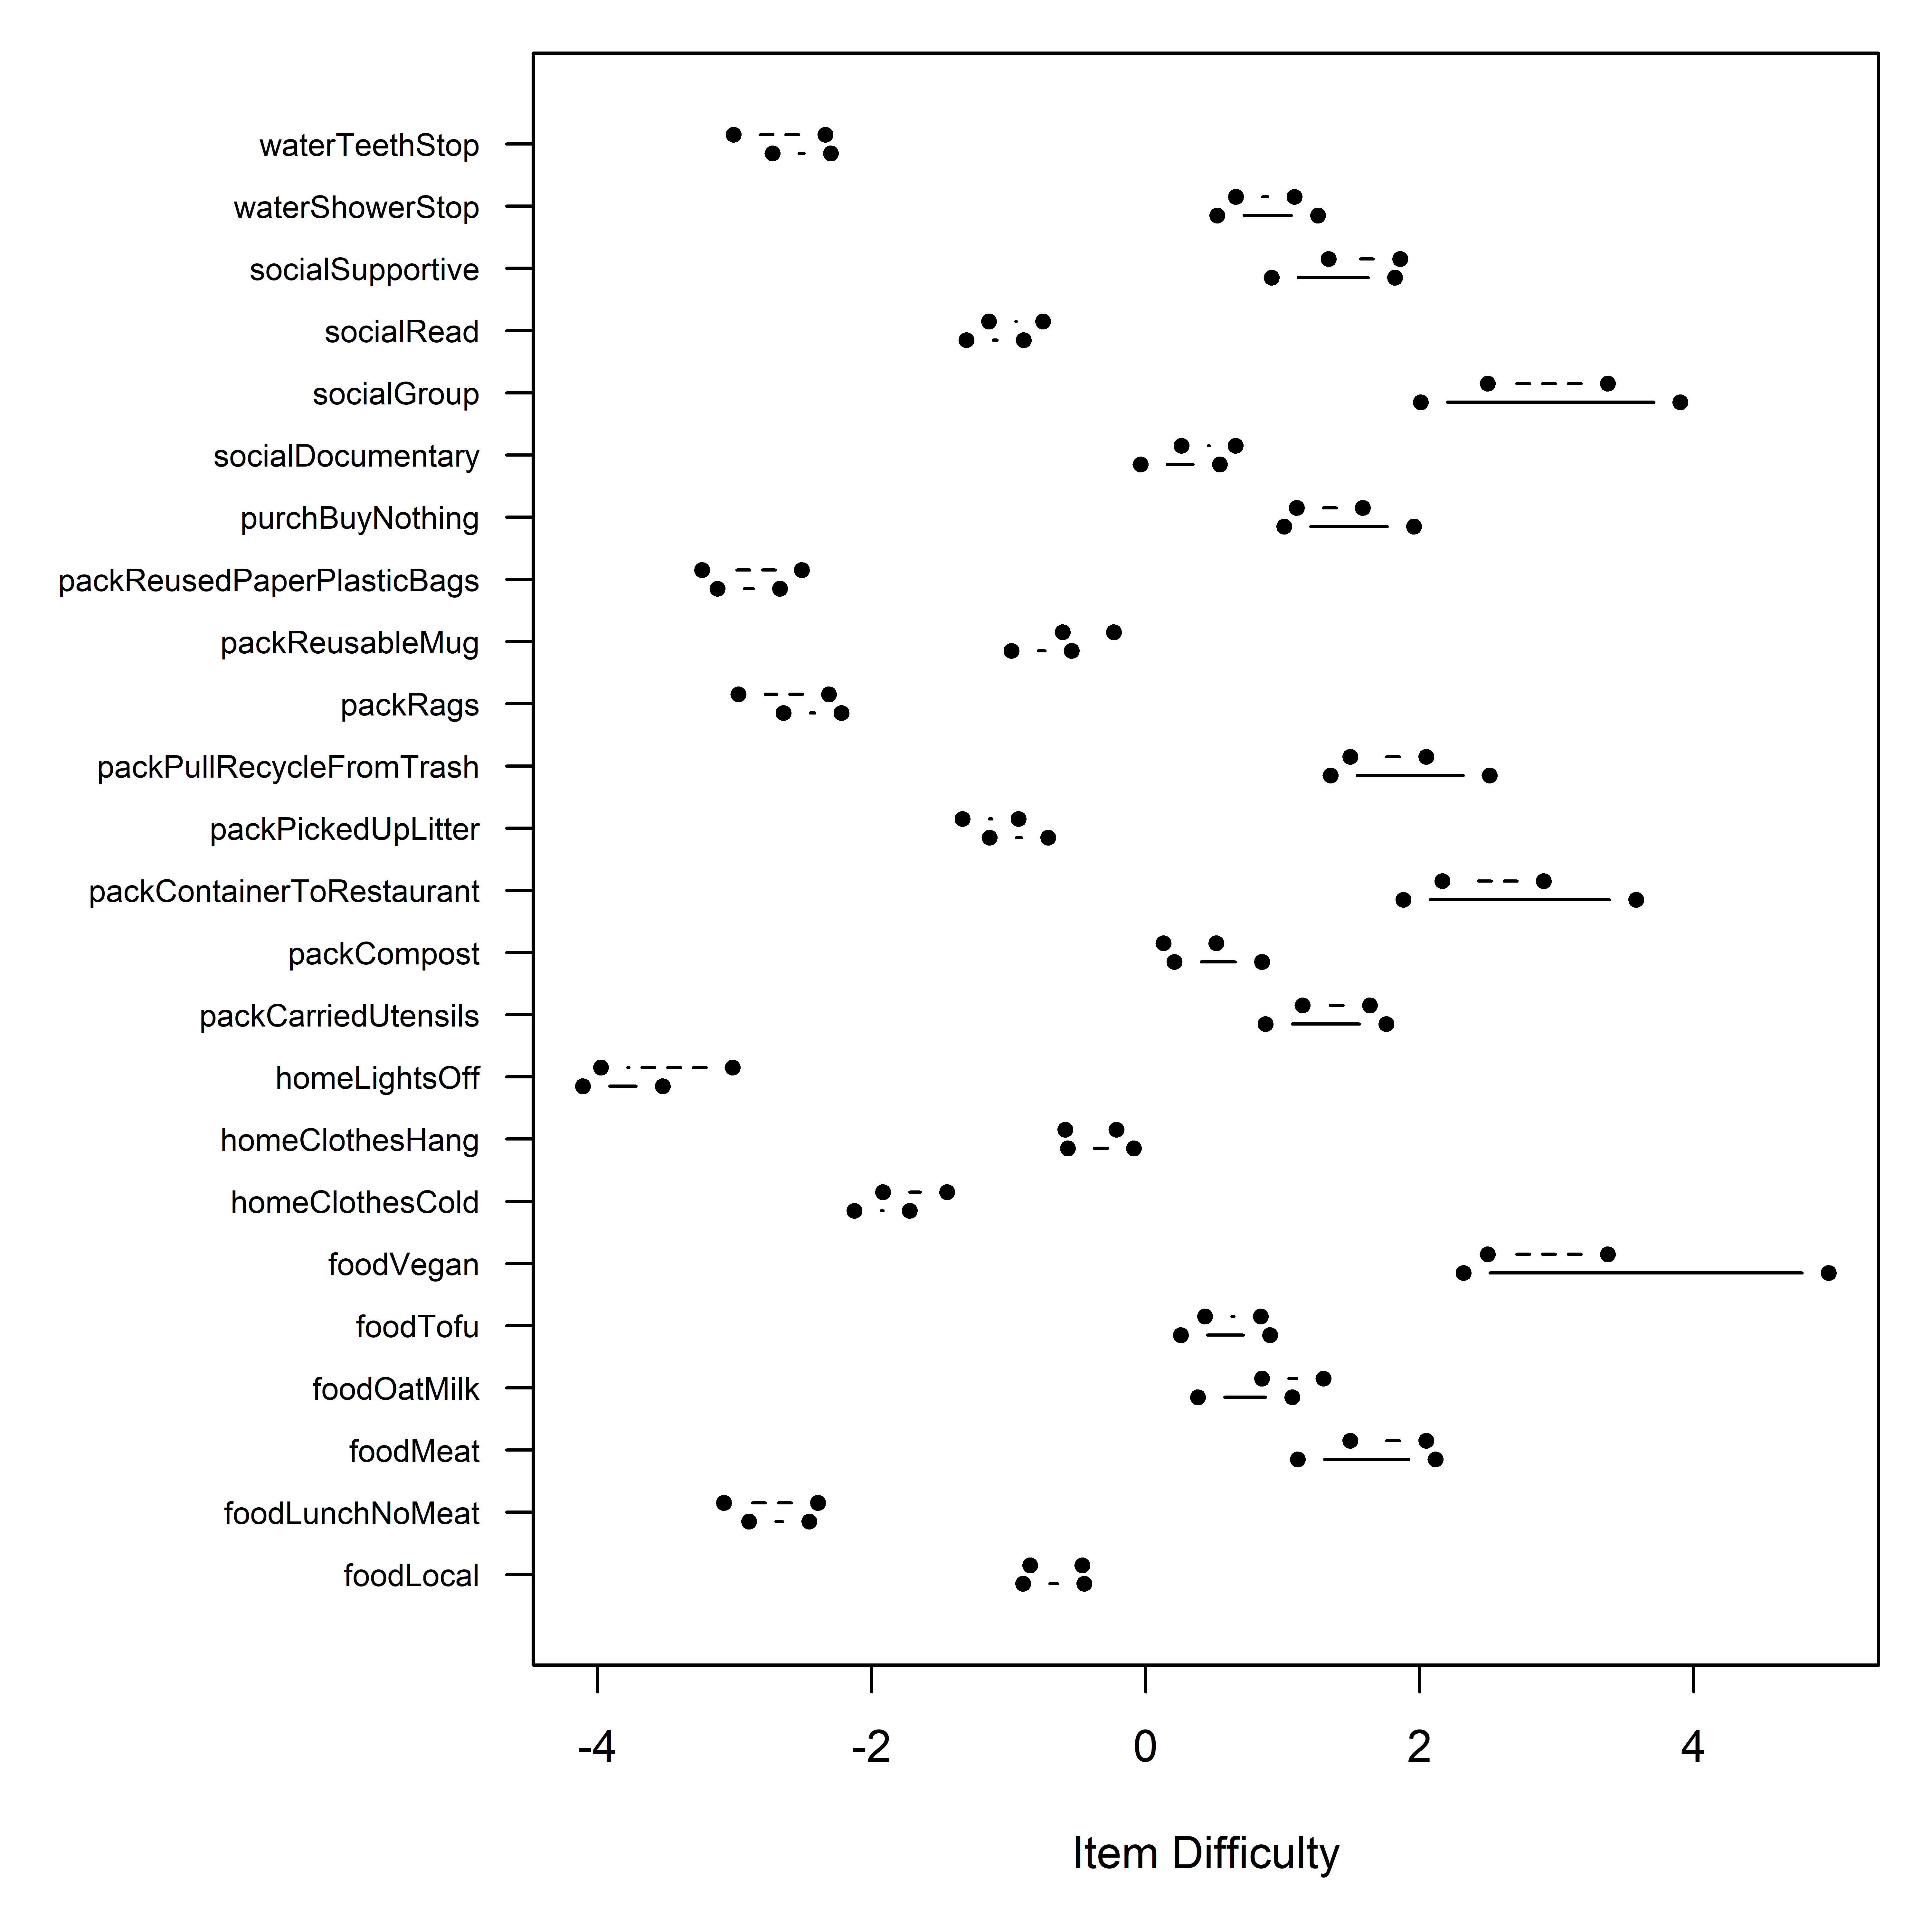 waterTeethStop
waterShowerStop
socialSupportive
socialRead
socialGroup
socialDocumentary
purchBuyNothing
packReusedPaperPlasticBags
packReusableMug
packRags
packPullRecycleFromTrash
packPickedUpLitter
packContainerToRestaurant
packCompost
packCarriedUtensils
homeLightsOff
homeClothesHang
homeClothesCold
foodVegan
foodTofu
foodOatMilk
foodMeat
foodLunchNoMeat
foodLocal
-4 -2 0 2 4
Item Difficulty